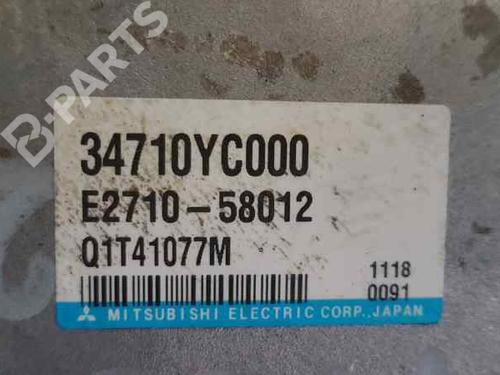 B-PARTS
34710YC000
E2710-58012
Q1T41077M
1118
0091
MITSUBISHI ELECTRIC CORP., JAPAN